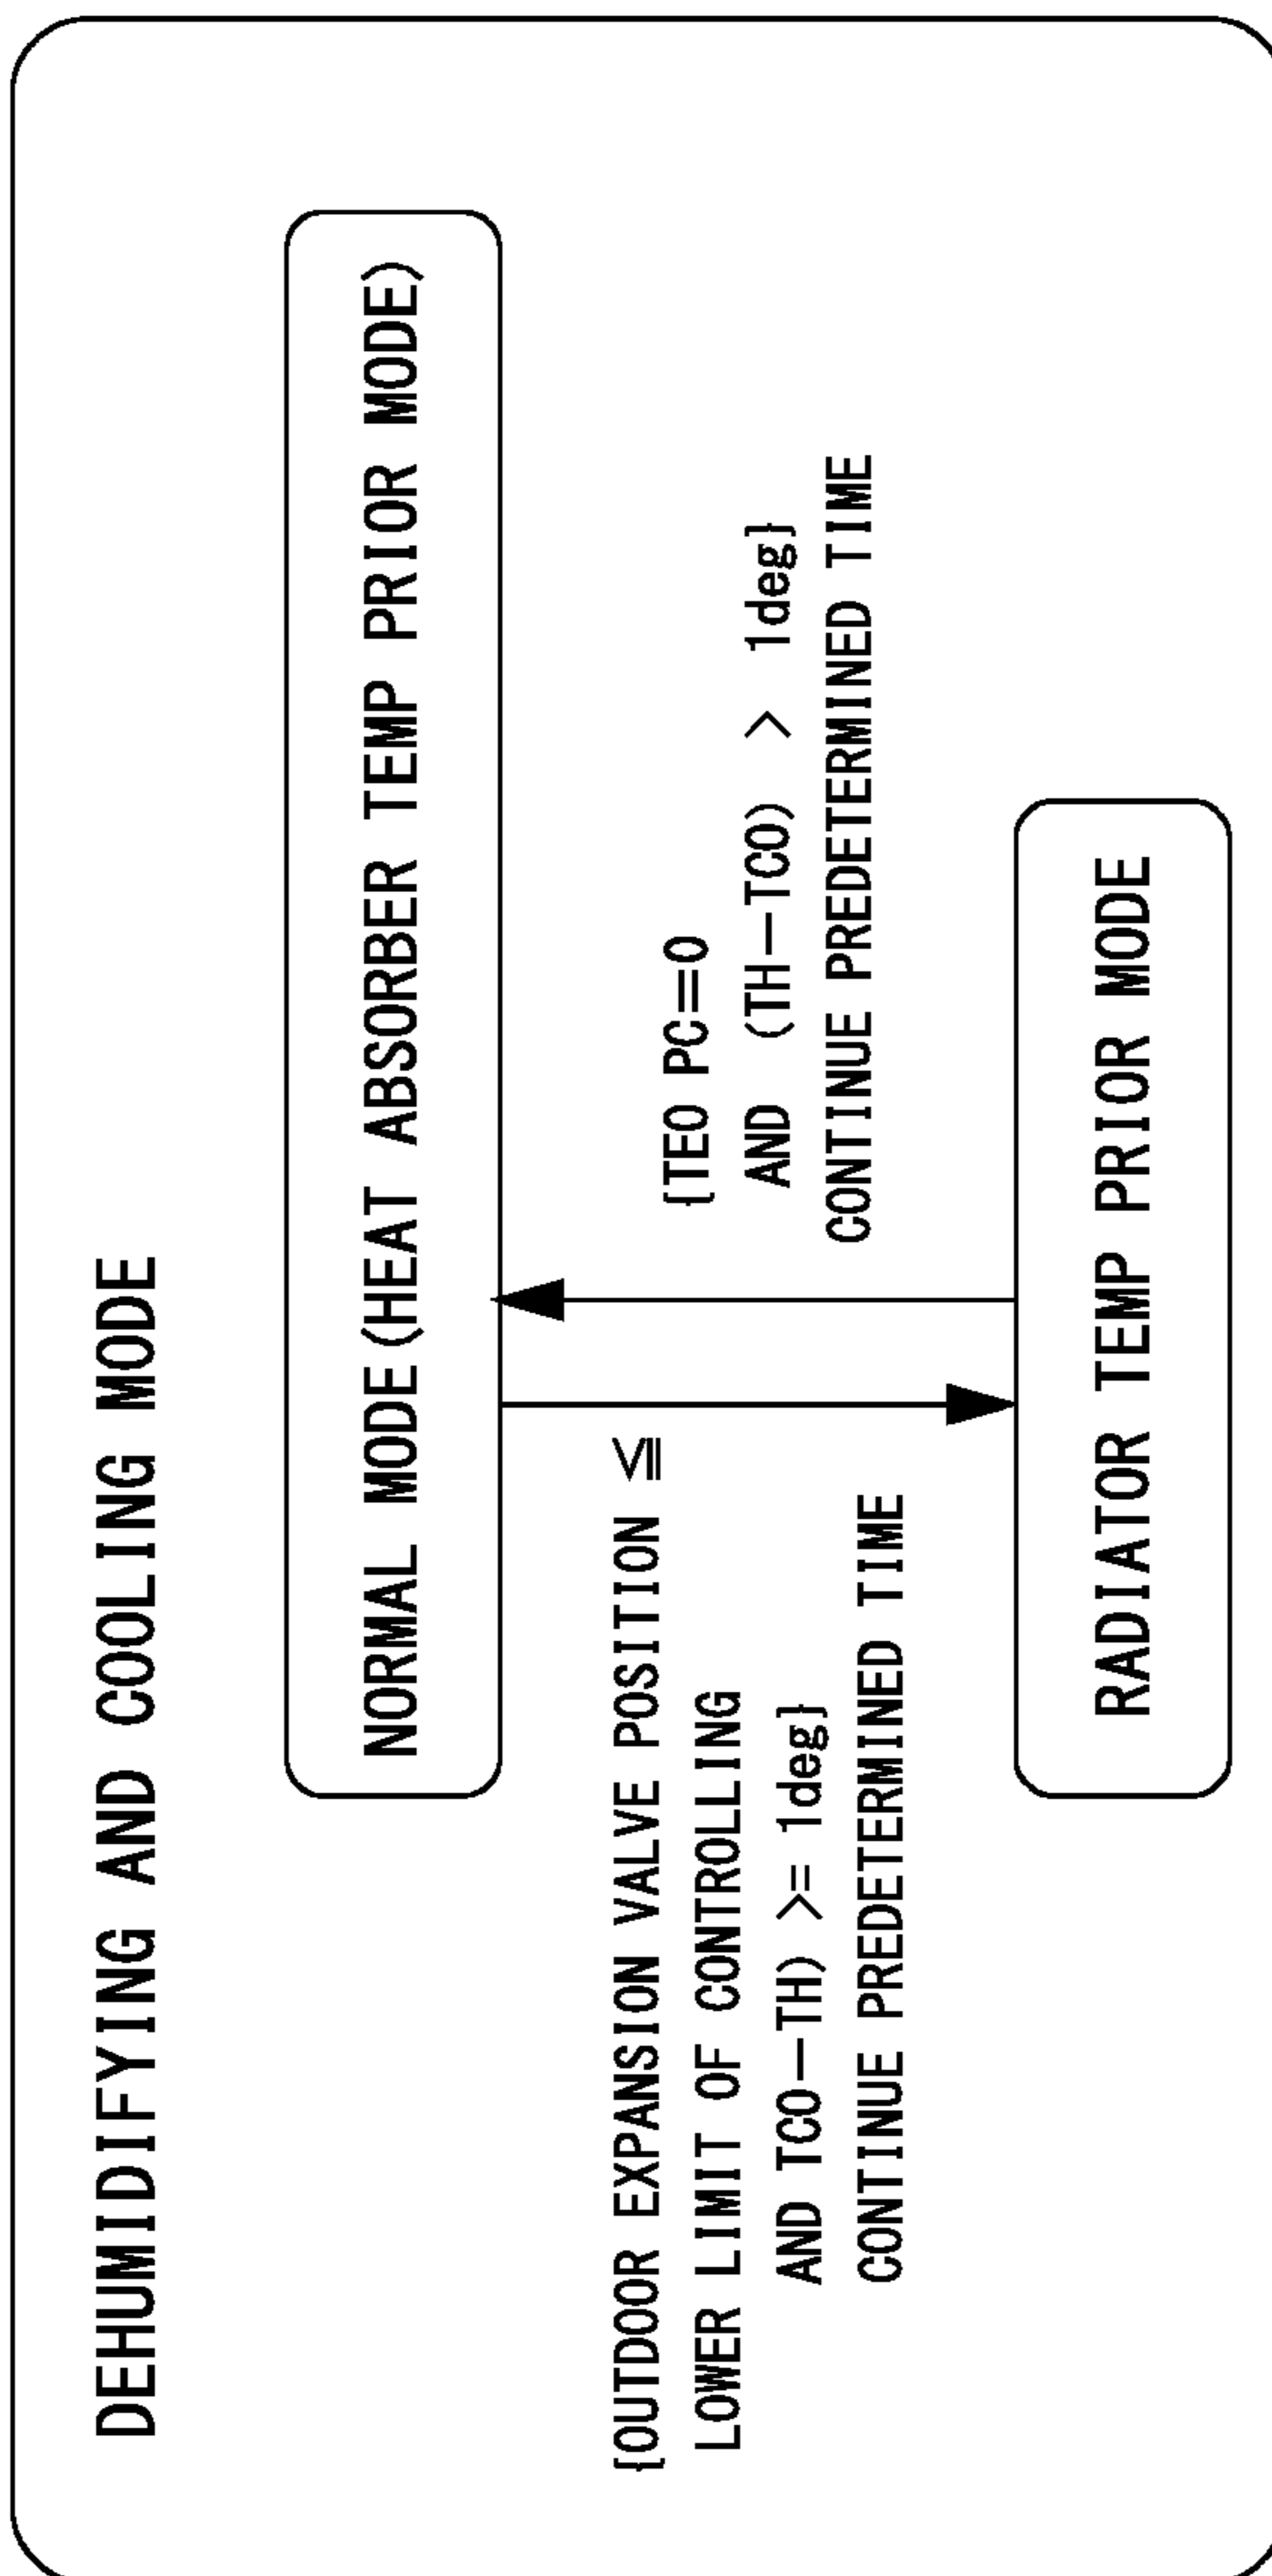 DEHUMIDIFYING AND COOLING MODE
NORMAL MODE(HEAT ABSORBER TEMP PRIOR MODE)
{OUTDOOR EXPANSION VALVE POSITION ≦
LOWER LIMIT OF CONTROLLING
AND TCO−TH) >= 1deg}
CONTINUE PREDETERMINED TIME
{TEO PC==0
AND (TH−TCO) > 1deg}
CONTINUE PREDETERMINED TIME
RADIATOR TEMP PRIOR MODE